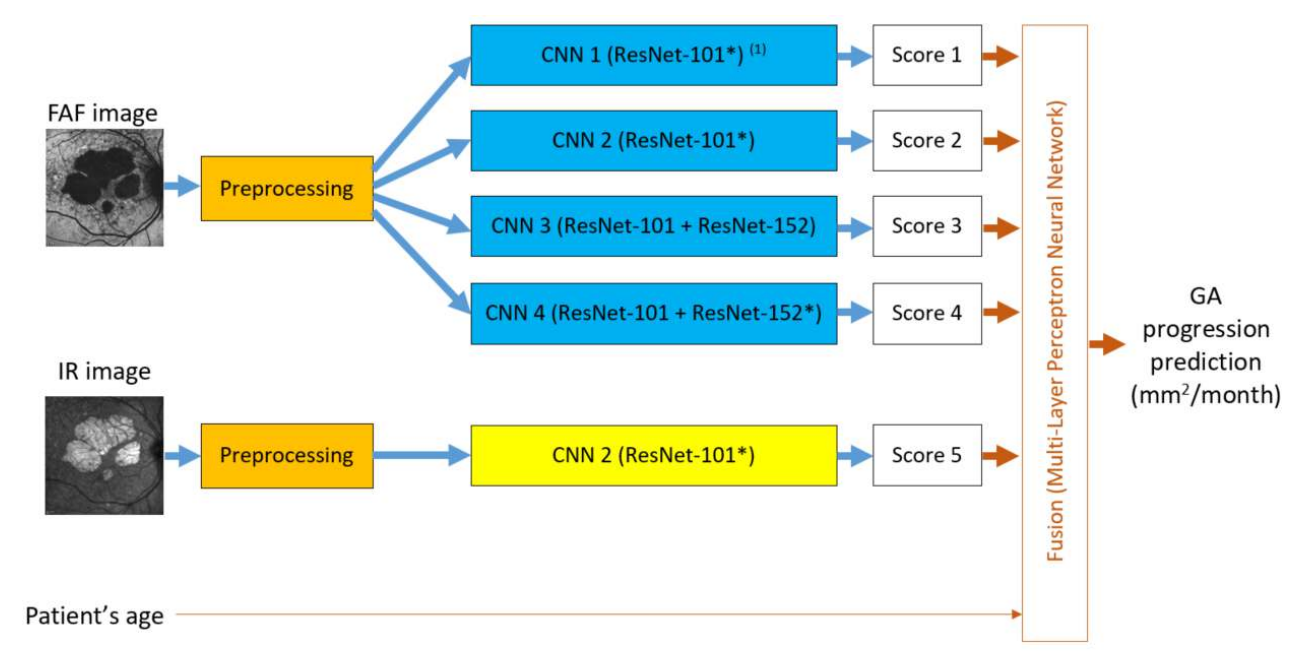 FAF image
Preprocessing
CNN 1 (ResNet-101*) ⁽¹⁾
Score 1
CNN 2 (ResNet-101*)
Score 2
CNN 3 (ResNet-101 + ResNet-152)
Score 3
CNN 4 (ResNet-101 + ResNet-152*)
Score 4
IR image
Preprocessing
CNN 2 (ResNet-101*)
Score 5
Patient’s age
Fusion (Multi-Layer Perceptron Neural Network)
GA
progression
prediction
(mm²/month)